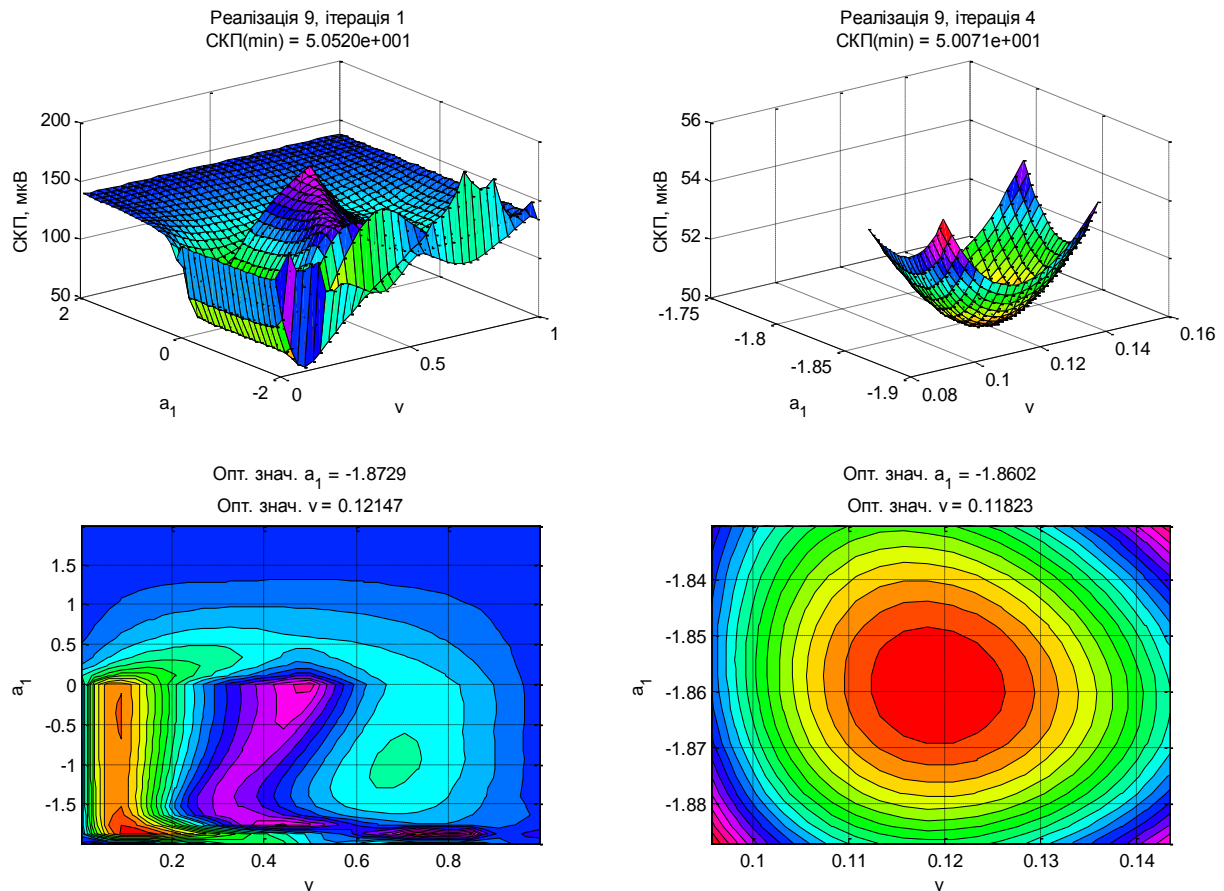 Реалізація 9, ітерація 1
СКП(min) = 5.0520e+001
200
150
100
50
СКП, мкВ
2
0
-2
a1
0
0.5
1
v
Реалізація 9, ітерація 4
СКП(min) = 5.0071e+001
56
54
52
50
СКП, мкВ
-1.75
-1.8
-1.85
-1.9
a1
0.08
0.1
0.12
0.14
0.16
v
Опт. знач. a1 = -1.8729
Опт. знач. v = 0.12147
1.5
1
0.5
0
-0.5
-1
-1.5
a1
0.2
0.4
0.6
0.8
v
Опт. знач. a1 = -1.8602
Опт. знач. v = 0.11823
-1.84
-1.85
-1.86
-1.87
-1.88
a1
0.1
0.11
0.12
0.13
0.14
v